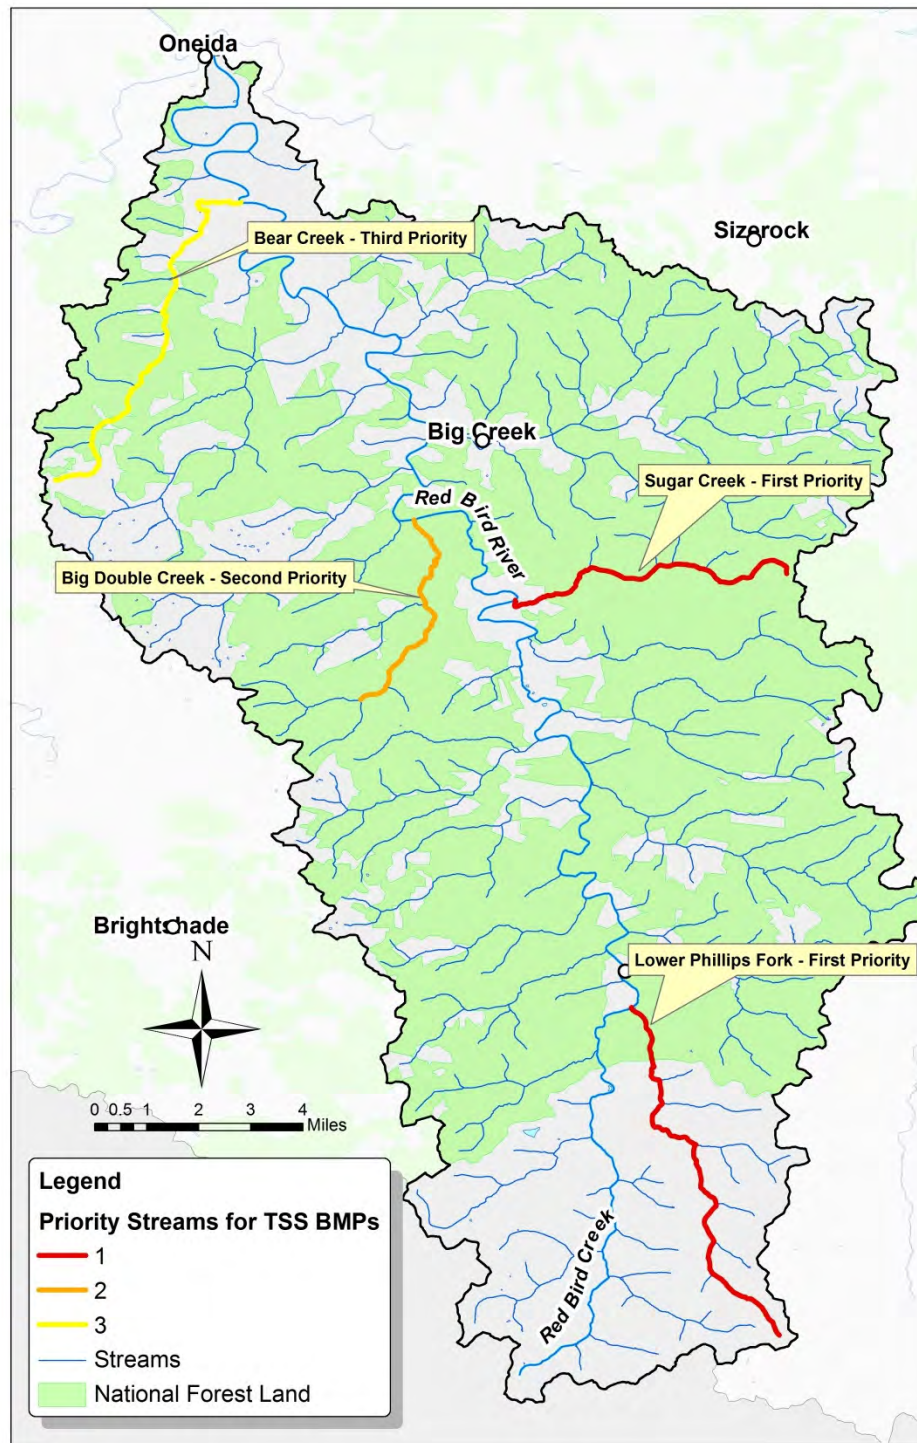 Oneida
Bear Creek - Third Priority
Sizerock
Big Creek
Sugar Creek - First Priority
Red Bird River
Big Double Creek - Second Priority
Brightshade
N
Lower Phillips Fork - First Priority
0 0.5 1 2 3 4
Miles
Legend
Priority Streams for TSS BMPs
1
2
3
Streams
National Forest Land
Red Bird Creek